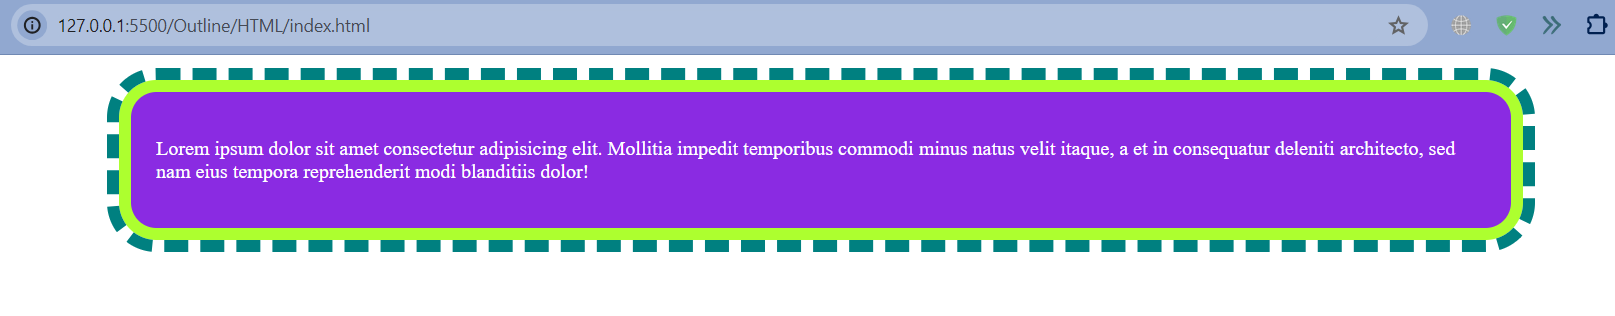 127.0.0.1:5500/Outline/HTML/index.html
Lorem ipsum dolor sit amet consectetur adipisicing elit. Mollitia impedit temporibus commodi minus natus velit itaque, a et in consequatur deleniti architecto, sed
nam eius tempora reprehenderit modi blanditiis dolor!